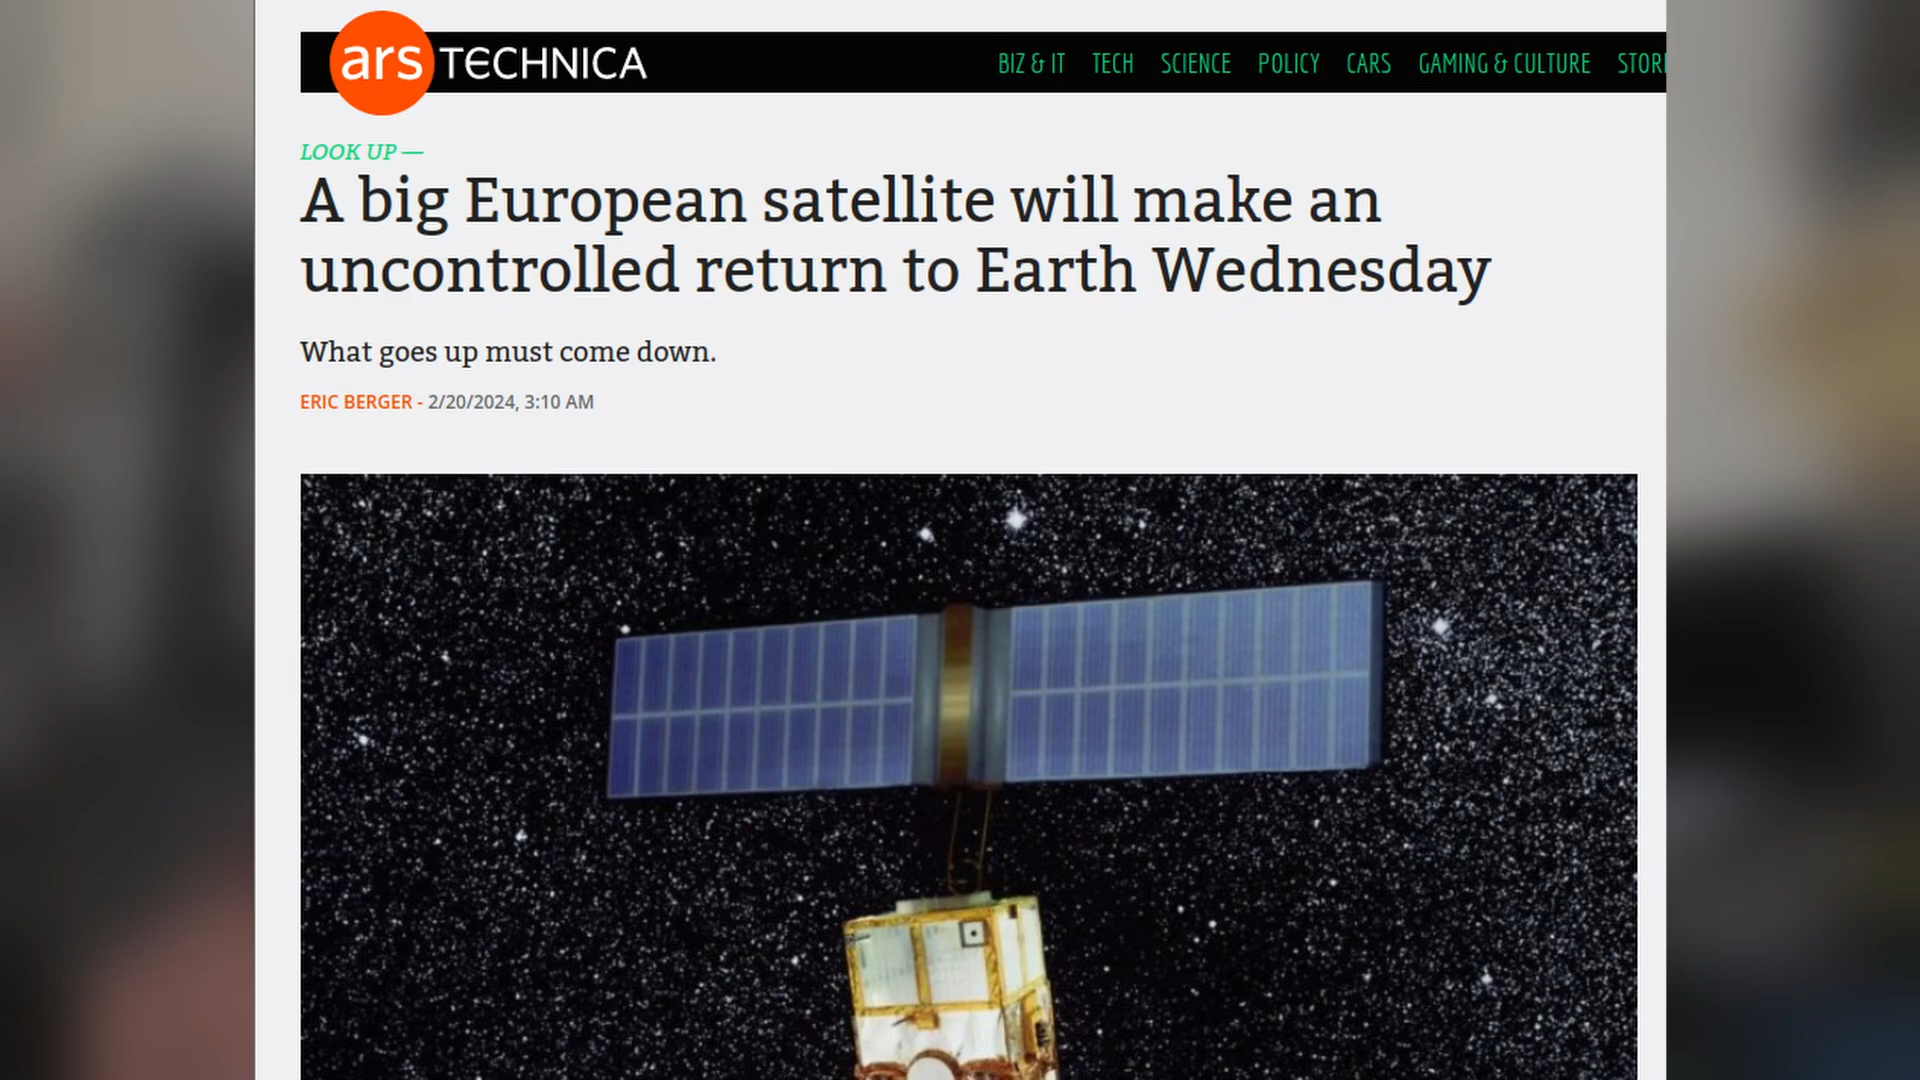 ars TECHNICA
BIZ & IT TECH SCIENCE POLICY CARS GAMING & CULTURE STOR
LOOK UP —
A big European satellite will make an
uncontrolled return to Earth Wednesday
What goes up must come down.
ERIC BERGER - 2/20/2024, 3:10 AM